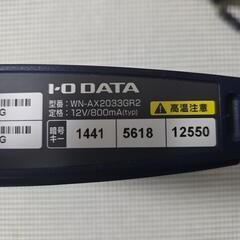 I-O DATA
型番：WN-AX2033GR2
定格：12V/800mA(typ)
高温注意
G
G
暗号キー 1441 5618 12550